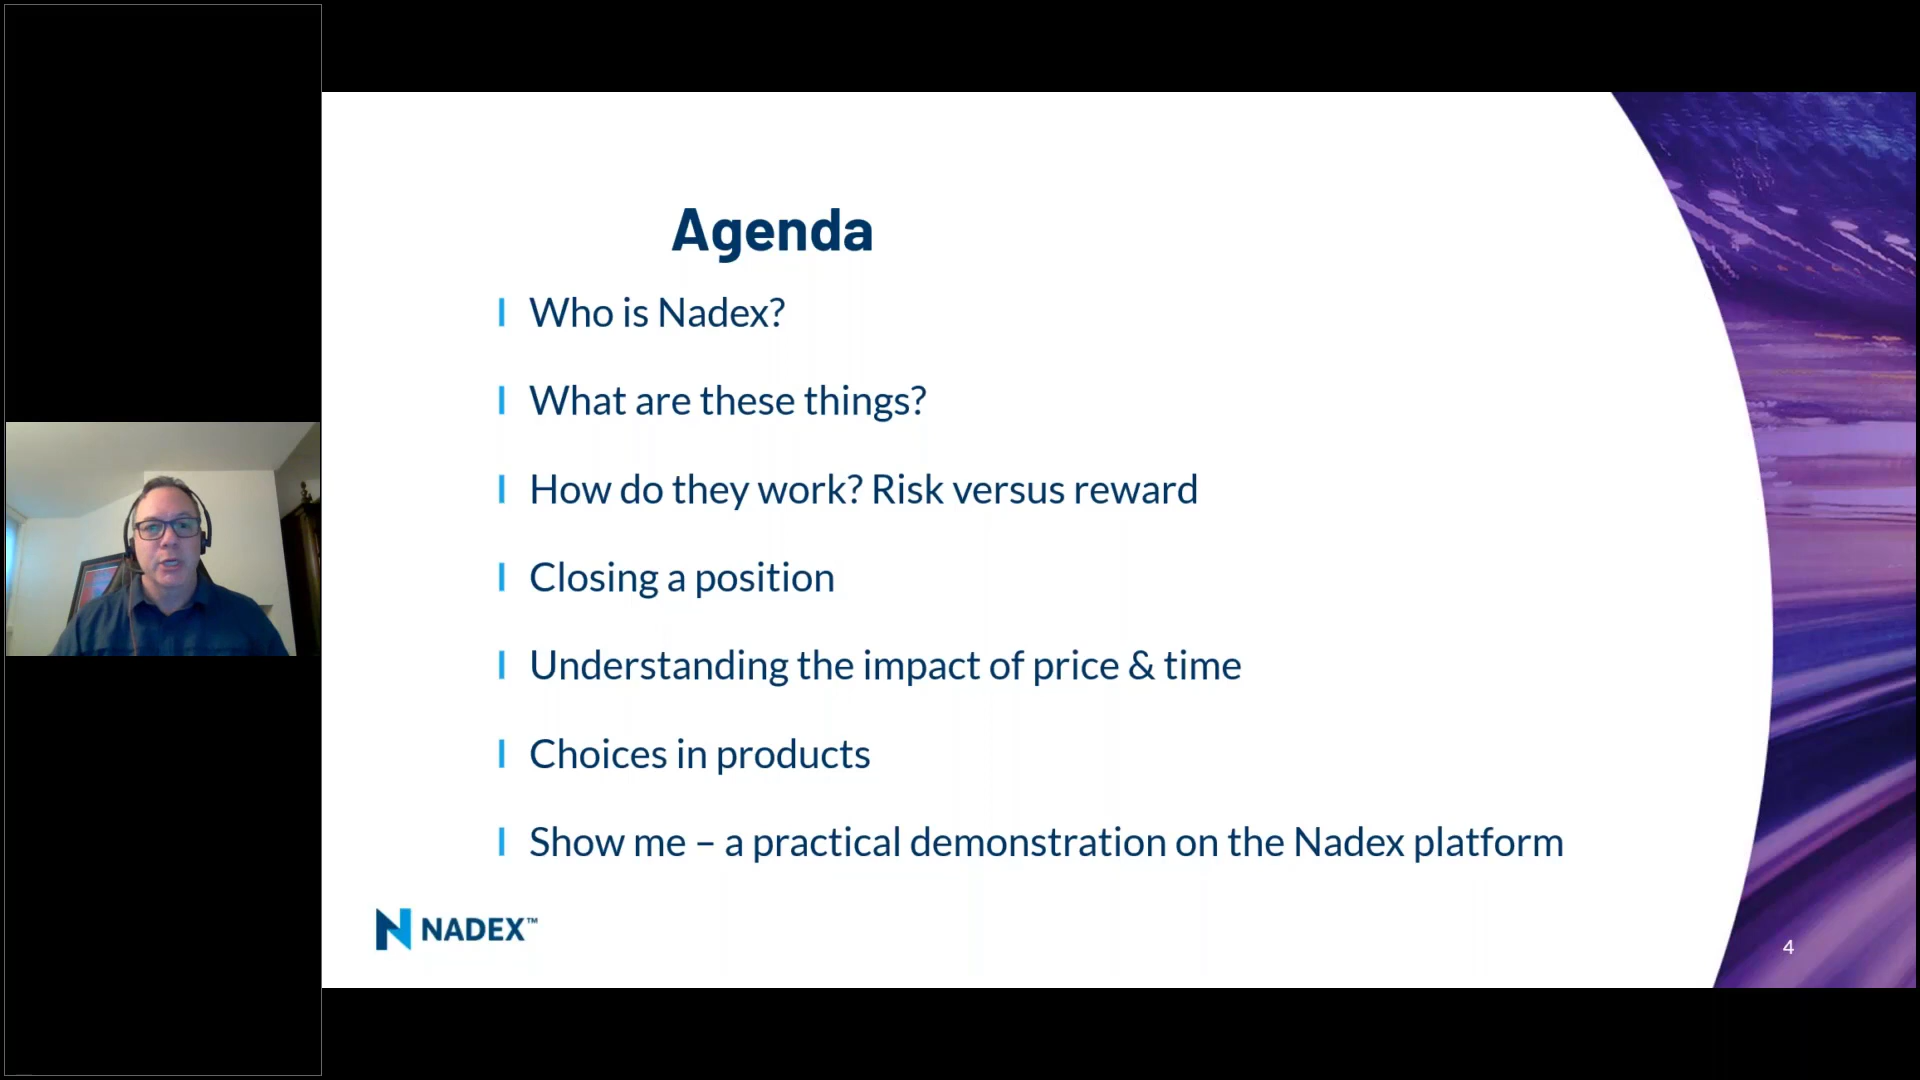 Agenda
Who is Nadex?
What are these things?
How do they work? Risk versus reward
Closing a position
Understanding the impact of price & time
Choices in products
Show me – a practical demonstration on the Nadex platform
NADEX™
4